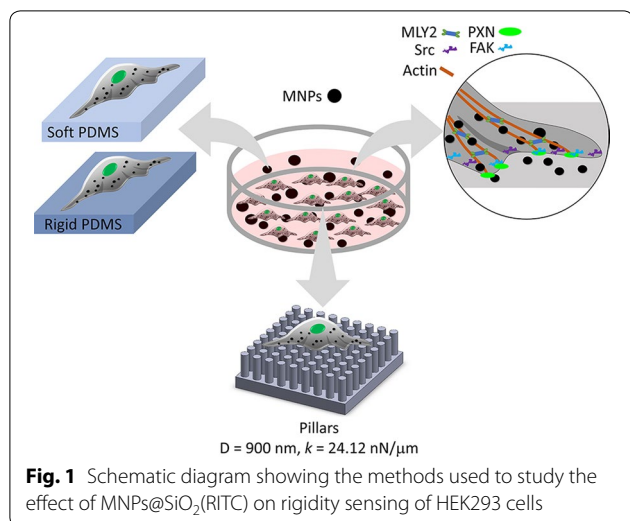 MLY2 PXN
Src FAK
Actin
MNPs
Soft PDMS
Rigid PDMS
Pillars
D = 900 nm, k = 24.12 nN/μm
Fig. 1 Schematic diagram showing the methods used to study the
effect of MNPs@SiO₂(RITC) on rigidity sensing of HEK293 cells